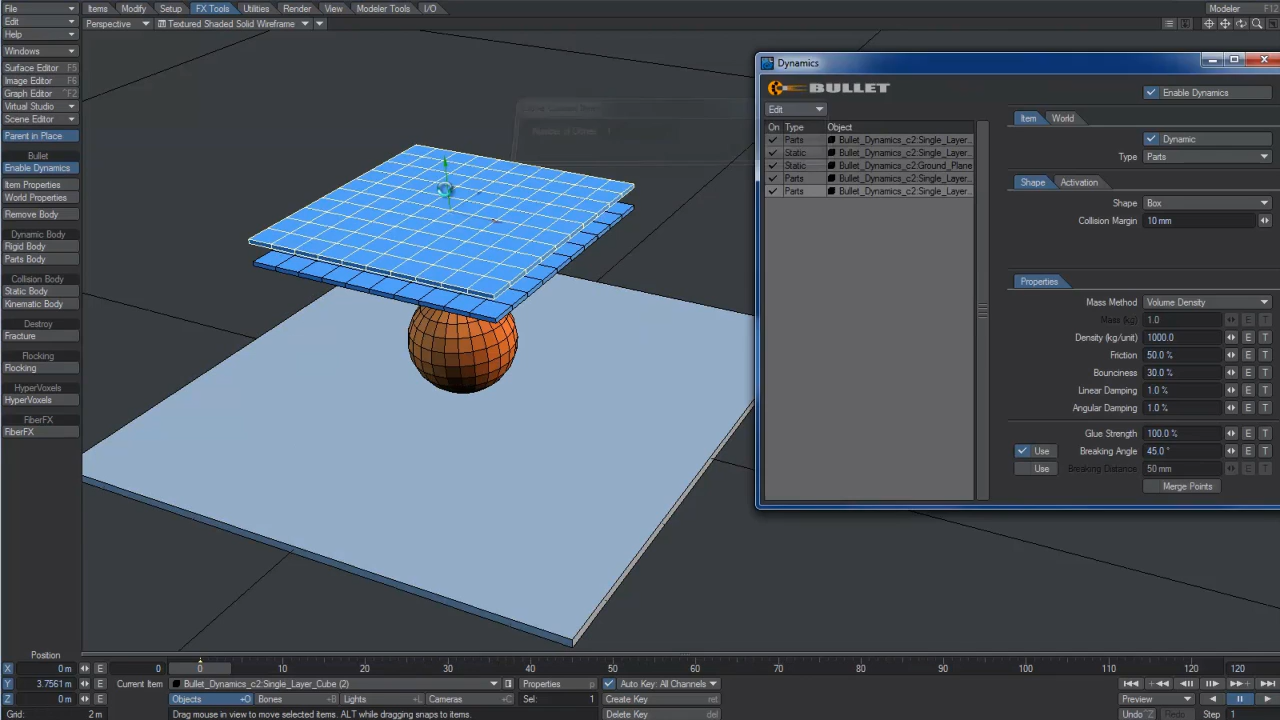 File
Items Modify Setup FX Tools Utilities Render View Modeler Tools I/O
Modeler F12
Edit
Perspective Textured Shaded Solid Wireframe
Help
Windows
Surface Editor F5
Image Editor F6
Graph Editor ^F2
Virtual Studio
Scene Editor
Parent in Place
Bullet
Enable Dynamics
Item Properties
World Properties
Remove Body
Dynamic Body
Rigid Body
Parts Body
Collision Body
Static Body
Kinematic Body
Destroy
Fracture
Flocking
Flocking
HyperVoxels
HyperVoxels
FiberFX
FiberFX
Dynamics
BULLET
Enable Dynamics
Edit
Item World
On Type Object
Parts Bullet_Dynamics_c2:Single_Layer...
Static Bullet_Dynamics_c2:Single_Layer...
Static Bullet_Dynamics_c2:Ground_Plane
Parts Bullet_Dynamics_c2:Single_Layer...
Parts Bullet_Dynamics_c2:Single_Layer...
Dynamic
Type Parts
Shape Activation
Shape Box
Collision Margin 10 mm
Properties
Mass Method Volume Density
Mass (kg) 1.0 E T
Density (kg/unit) 1000.0 E T
Friction 50.0 % E T
Bounciness 30.0 % E T
Linear Damping 1.0 % E T
Angular Damping 1.0 % E T
Glue Strength 100.0 % E T
Use Breaking Angle 45.0 ° E T
Use Breaking Distance 50 mm E T
Merge Points
Position
X 0 m E
Y 3.7561 m E
Z 0 m E
Grid: 2 m
0 0 10 20 30 40 50 60 70 80 90 100 110 120 120
Current Item Bullet_Dynamics_c2:Single_Layer_Cube (2)
Properties p
Auto Key: All Channels
Objects +O Bones +B Lights +L Cameras +C Sel: 1
Create Key ret
Preview
Drag mouse in view to move selected items. ALT while dragging snaps to items.
Delete Key del
Undo ^Z Redo Z Step 1